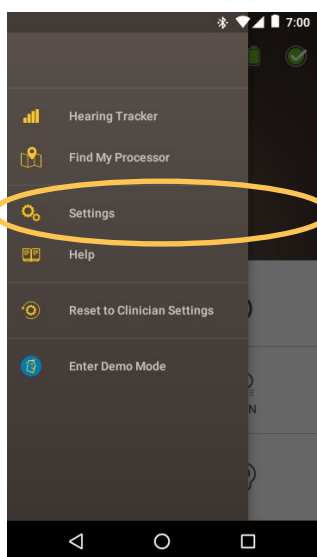 7:00
Hearing Tracker
Find My Processor
Settings
Help
Reset to Clinician Settings
Enter Demo Mode
N